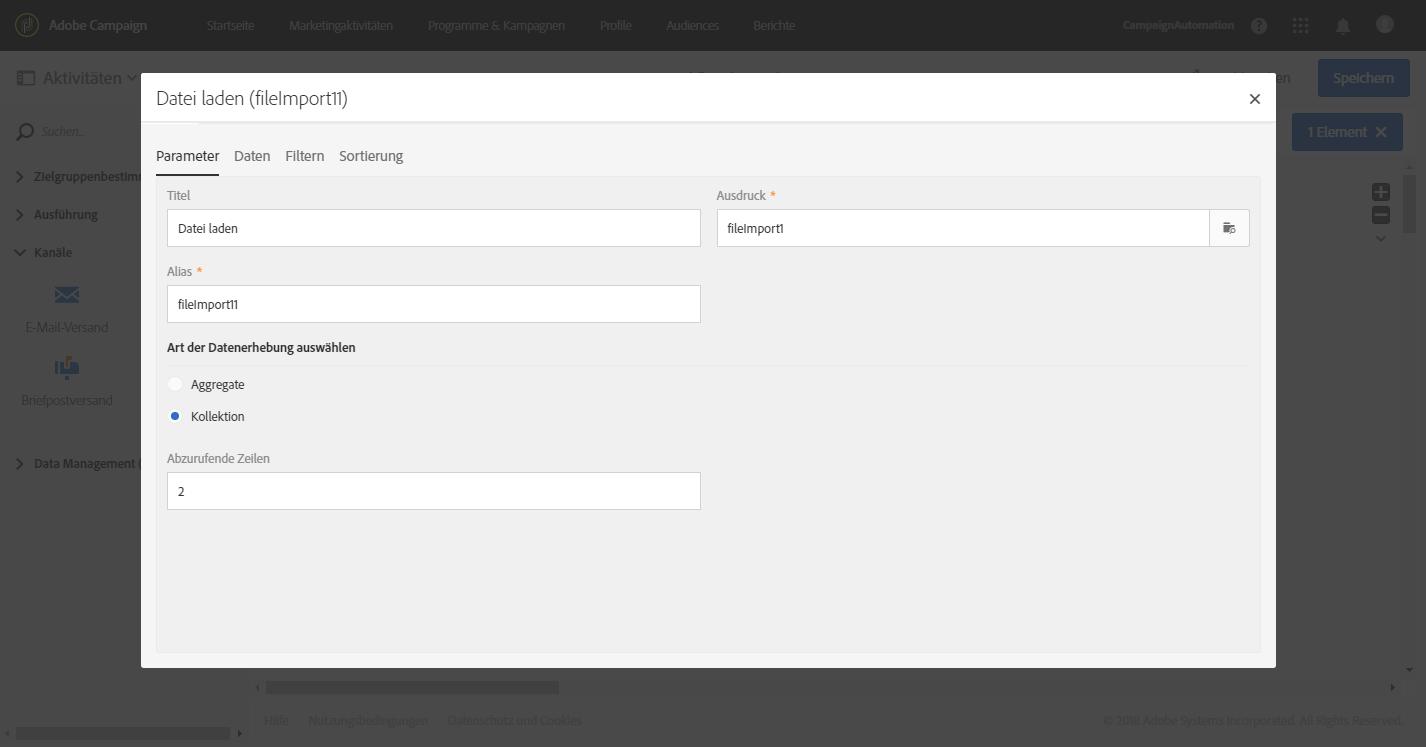 Adobe Campaign
Startseite
Marketingaktivitäten
Programme & Kampagnen
Profile
Audiences
Berichte
CampaignAutomation
Aktivitäten
Speichern
Suchen...
1 Element
Ausführung
Kanäle
E-Mail-Versand
Briefpostversand
Data Management
Datei laden (fileImport11)
Parameter
Daten
Filtern
Sortierung
Titel
Ausdruck *
Datei laden
fileImport1
Alias *
fileImport11
Art der Datenerhebung auswählen
Aggregate
Kollektion
Abzurufende Zeilen
2
Hilfe
Nutzungsbedingungen
Datenschutz und Cookies
© 2018 Adobe Systems Incorporated. All Rights Reserved.